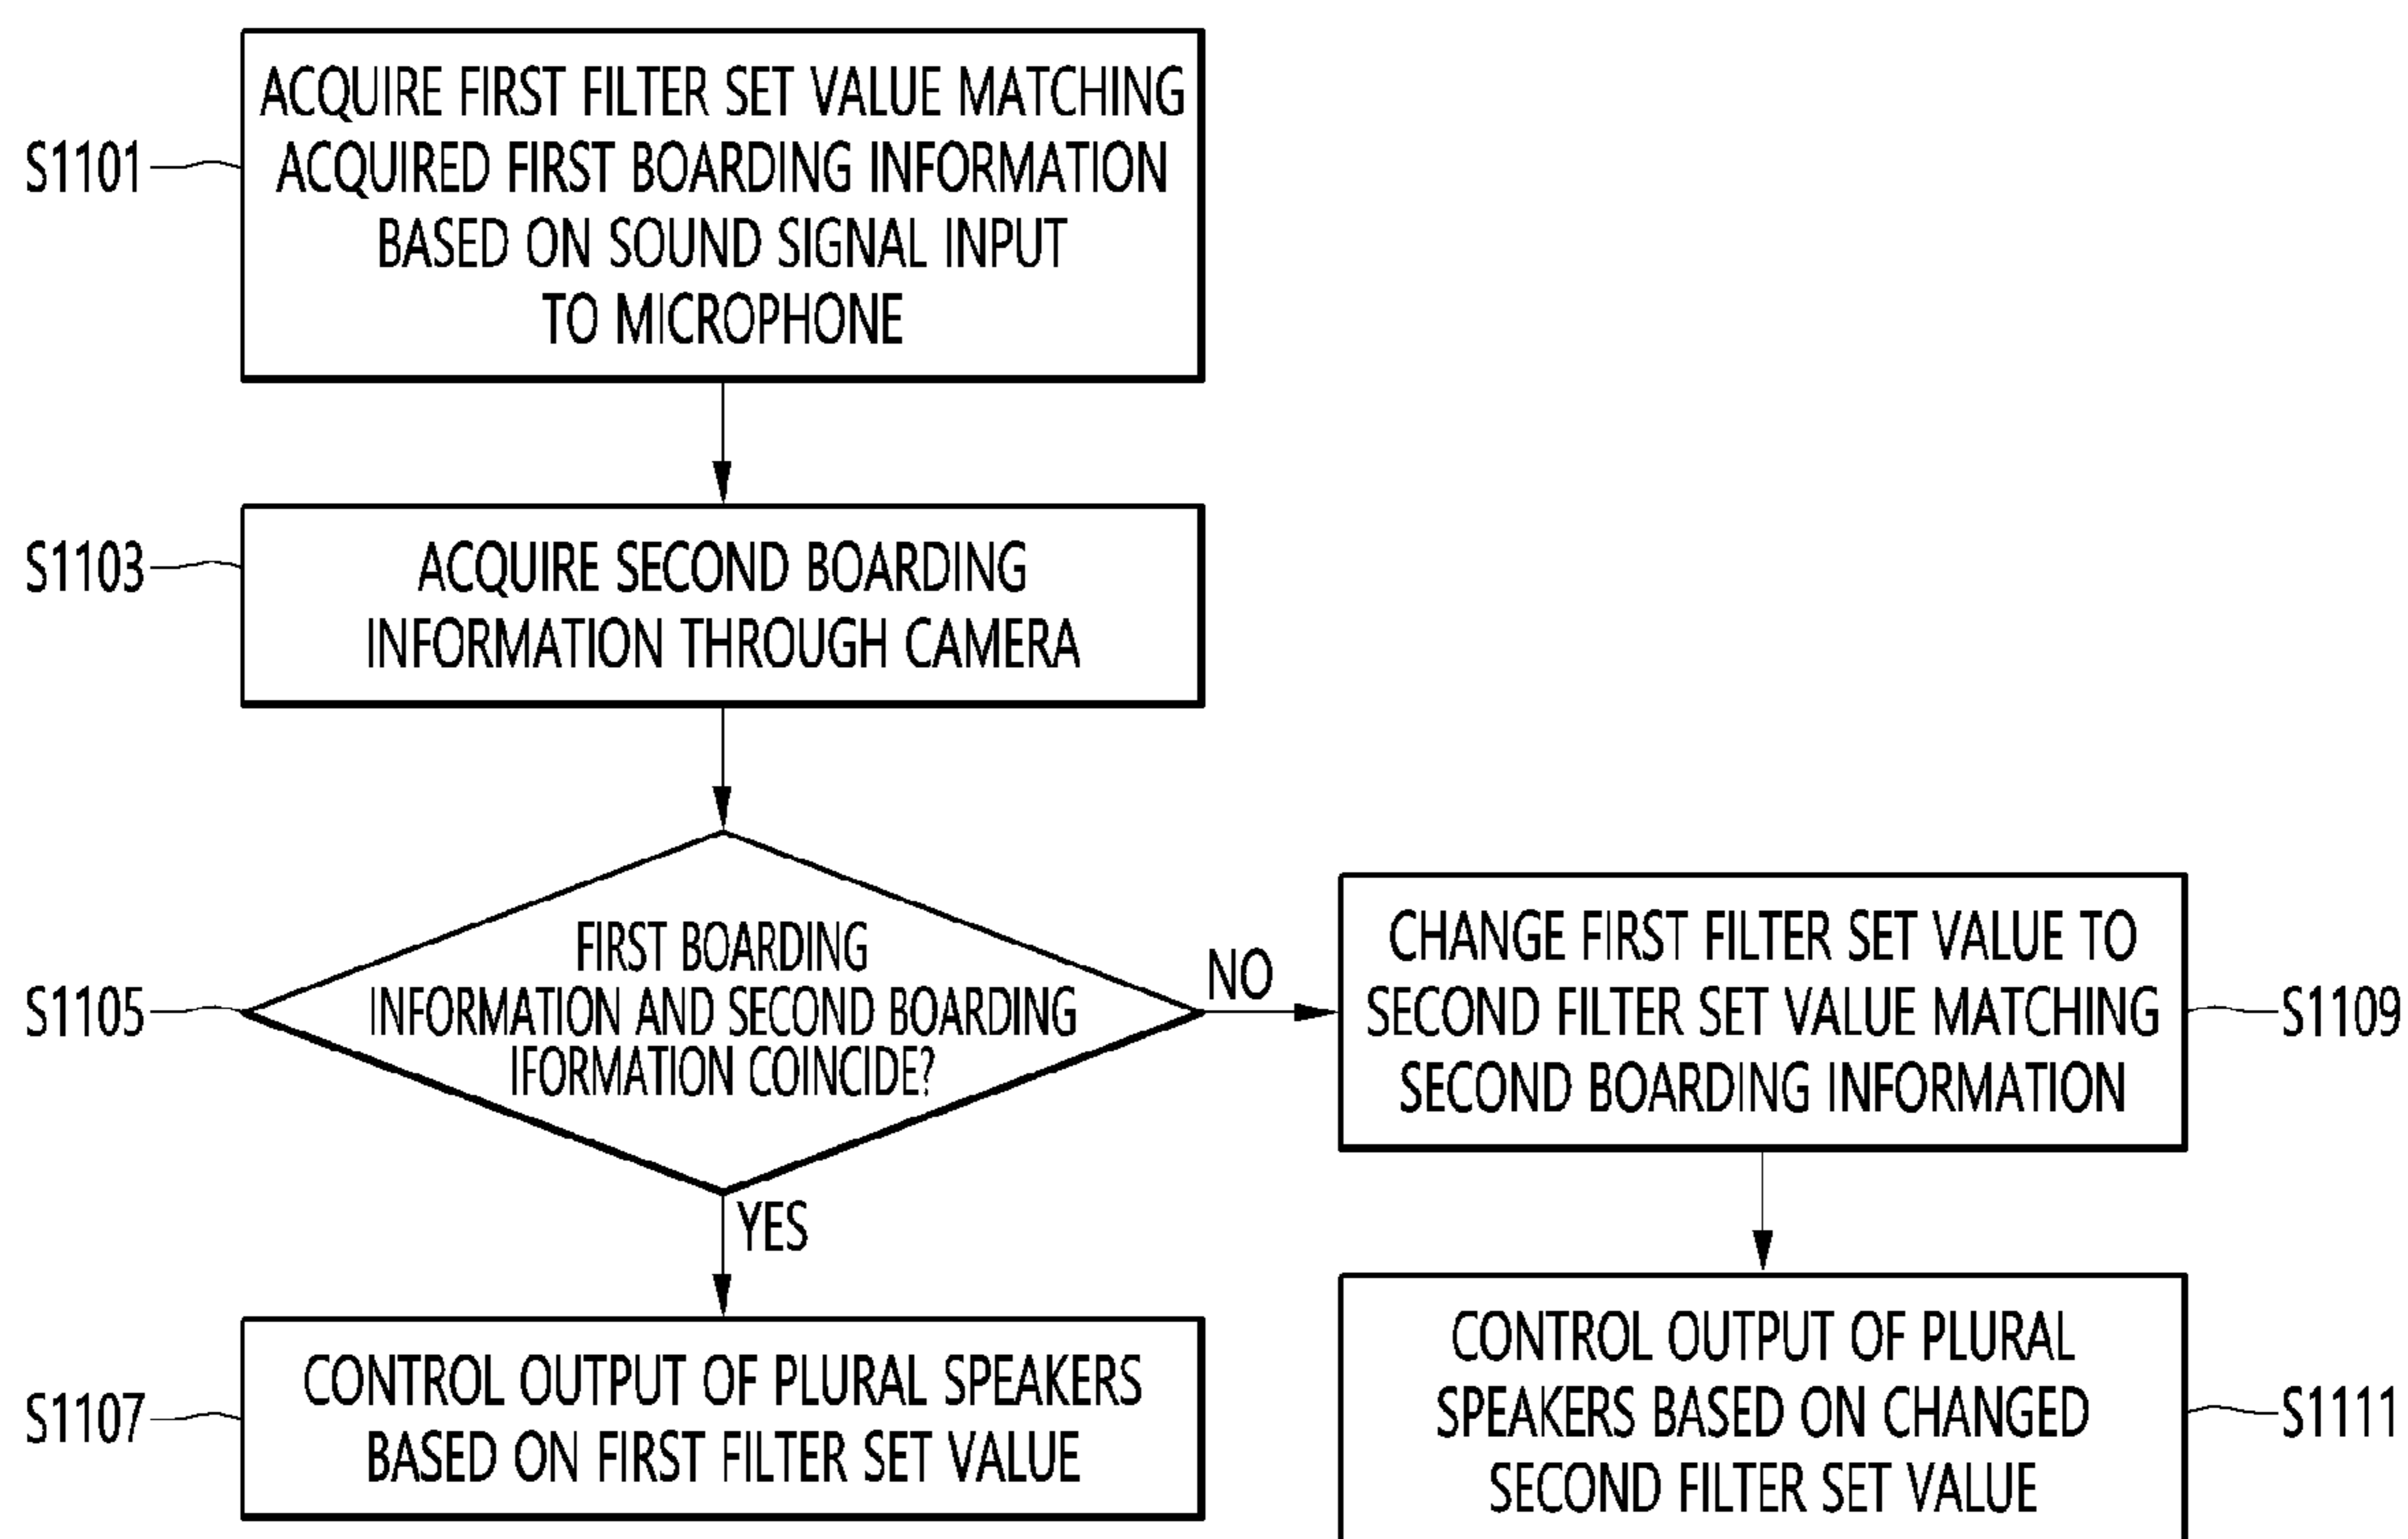 S1101
ACQUIRE FIRST FILTER SET VALUE MATCHING
ACQUIRED FIRST BOARDING INFORMATION
BASED ON SOUND SIGNAL INPUT
TO MICROPHONE
S1103
ACQUIRE SECOND BOARDING
INFORMATION THROUGH CAMERA
S1105
FIRST BOARDING
INFORMATION AND SECOND BOARDING
IFORMATION COINCIDE?
NO
CHANGE FIRST FILTER SET VALUE TO
SECOND FILTER SET VALUE MATCHING
SECOND BOARDING INFORMATION
S1109
YES
S1107
CONTROL OUTPUT OF PLURAL SPEAKERS
BASED ON FIRST FILTER SET VALUE
CONTROL OUTPUT OF PLURAL
SPEAKERS BASED ON CHANGED
SECOND FILTER SET VALUE
S1111